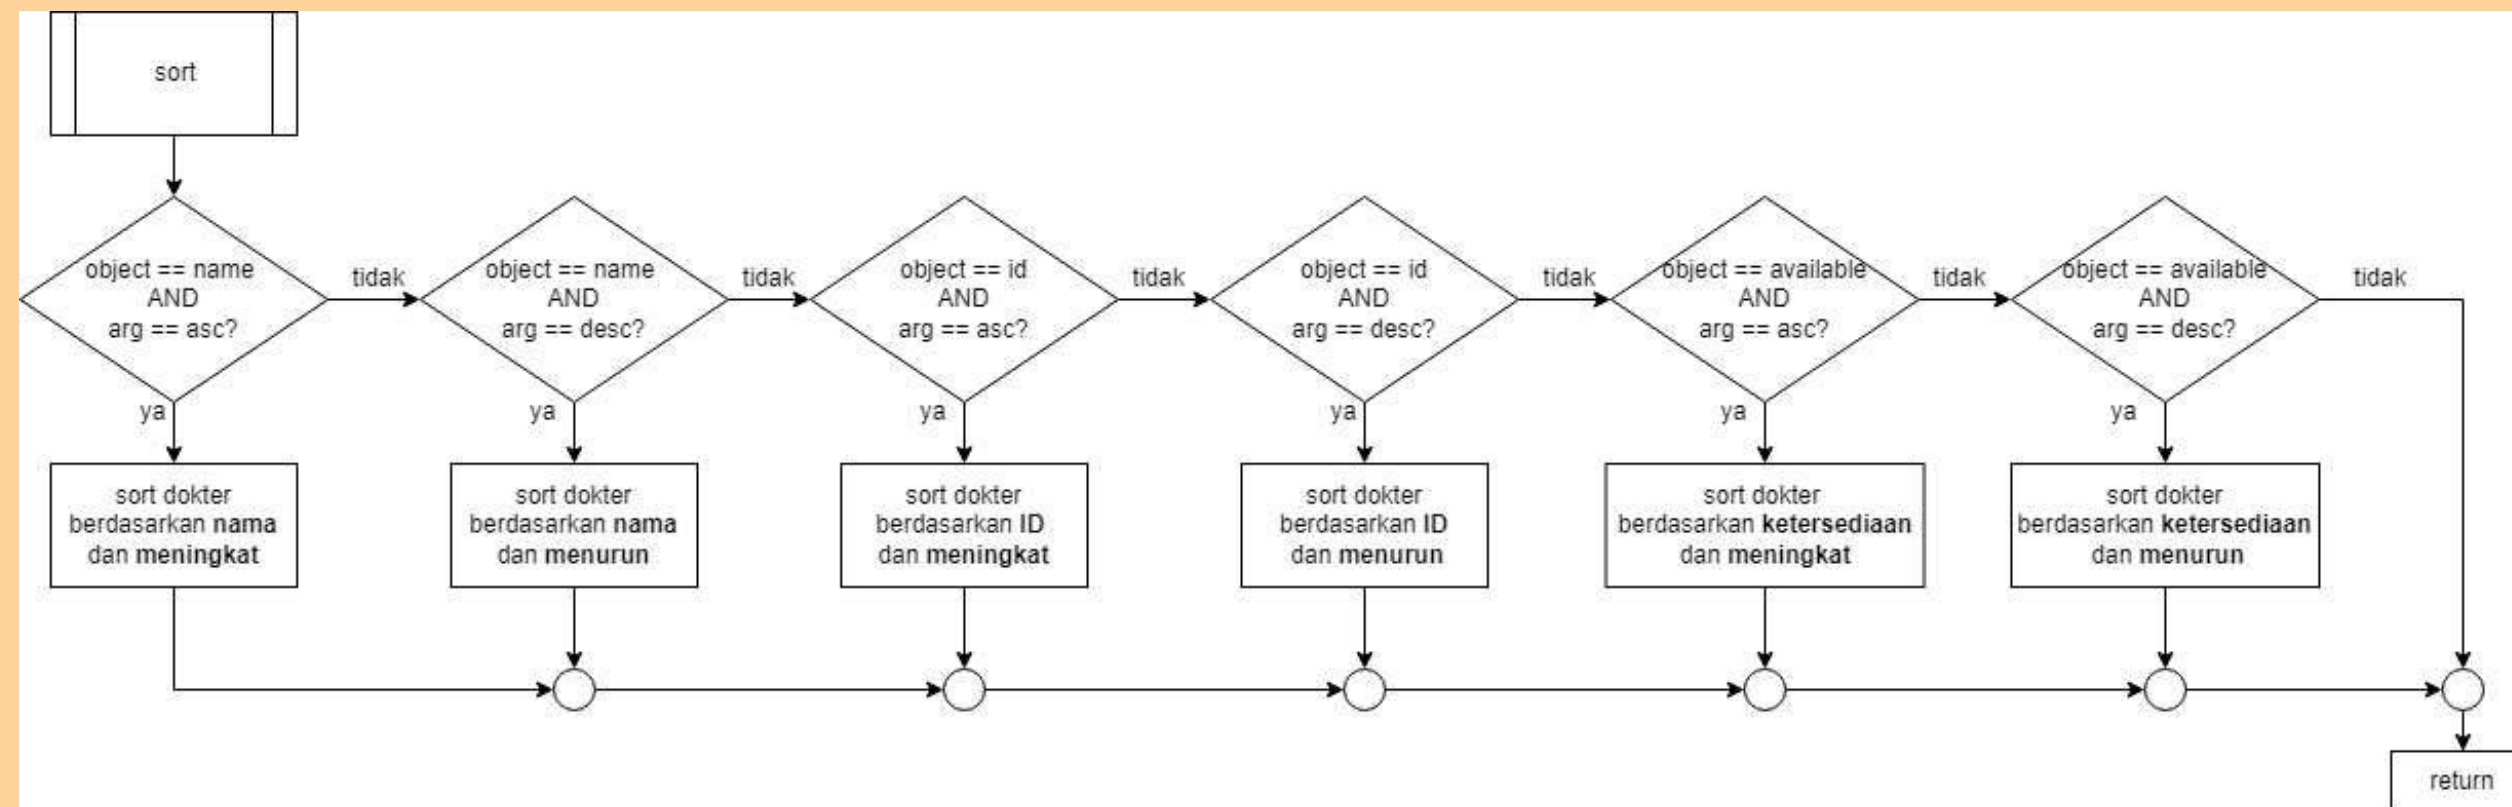 sort
object == name
AND
arg == asc?
tidak
object == name
AND
arg == desc?
tidak
object == id
AND
arg == asc?
tidak
object == id
AND
arg == desc?
tidak
object == available
AND
arg == asc?
tidak
object == available
AND
arg == desc?
tidak
ya
ya
ya
ya
ya
ya
sort dokter
berdasarkan nama
dan meningkat
sort dokter
berdasarkan nama
dan menurun
sort dokter
berdasarkan ID
dan meningkat
sort dokter
berdasarkan ID
dan menurun
sort dokter
berdasarkan ketersediaan
dan meningkat
sort dokter
berdasarkan ketersediaan
dan menurun
return